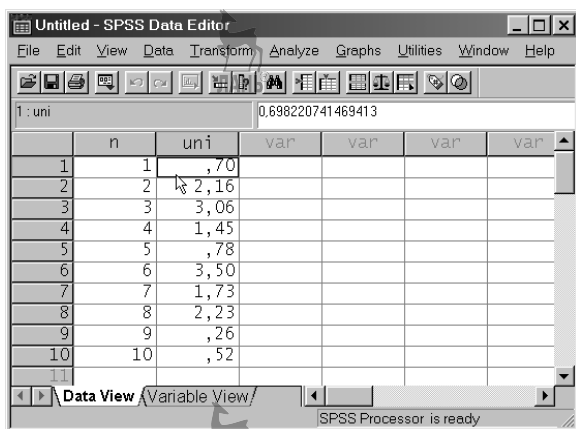 Untitled - SPSS Data Editor
File Edit View Data Transform Analyze Graphs Utilities Window Help
1 : uni 0,698220741469413
n uni var var var var
1 1 ,70
2 2 2,16
3 3 3,06
4 4 1,45
5 5 ,78
6 6 3,50
7 7 1,73
8 8 2,23
9 9 ,26
10 10 ,52
11
Data View Variable View
SPSS Processor is ready